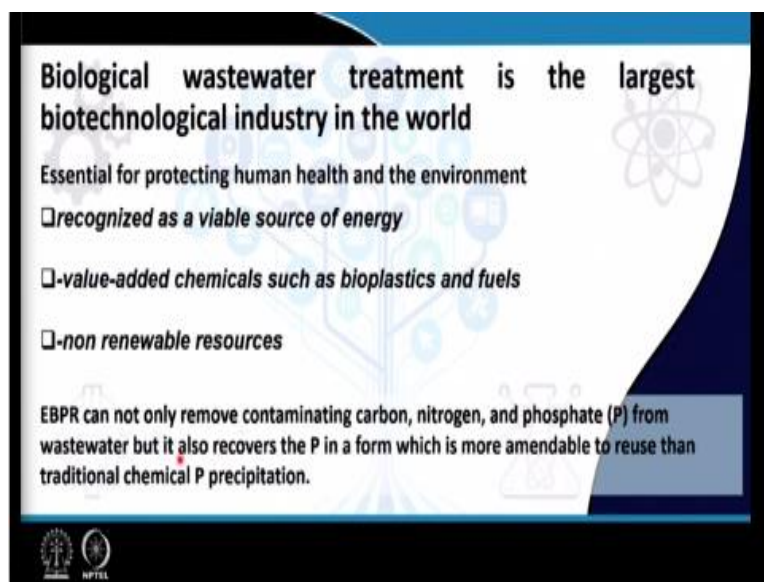 Biological wastewater treatment is the largest
biotechnological industry in the world
Essential for protecting human health and the environment
❑recognized as a viable source of energy
❑-value-added chemicals such as bioplastics and fuels
❑-non renewable resources
EBPR can not only remove contaminating carbon, nitrogen, and phosphate (P) from
wastewater but it also recovers the P in a form which is more amendable to reuse than
traditional chemical P precipitation.
NPTEL